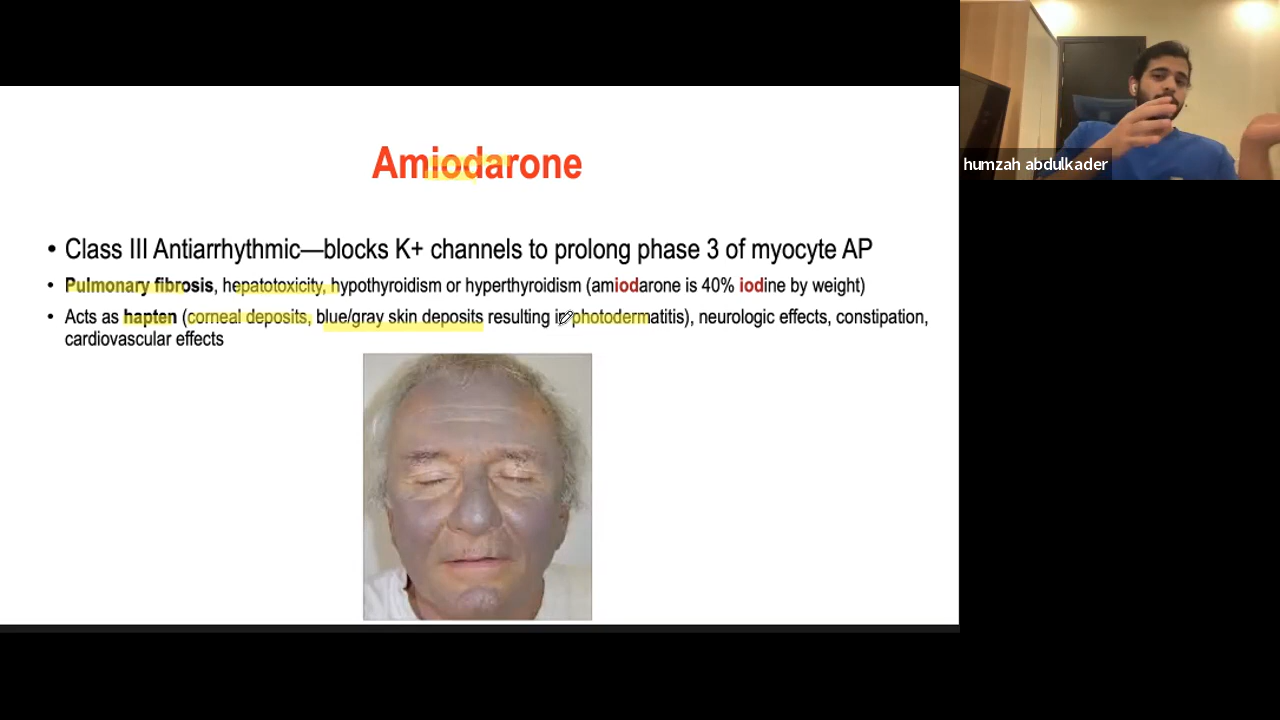 Amiodarone
• Class III Antiarrhythmic—blocks K+ channels to prolong phase 3 of myocyte AP
• Pulmonary fibrosis, hepatotoxicity, hypothyroidism or hyperthyroidism (amiodarone is 40% iodine by weight)
• Acts as hapten (corneal deposits, blue/gray skin deposits resulting in photodermatitis), neurologic effects, constipation,
cardiovascular effects
humzah abdulkader